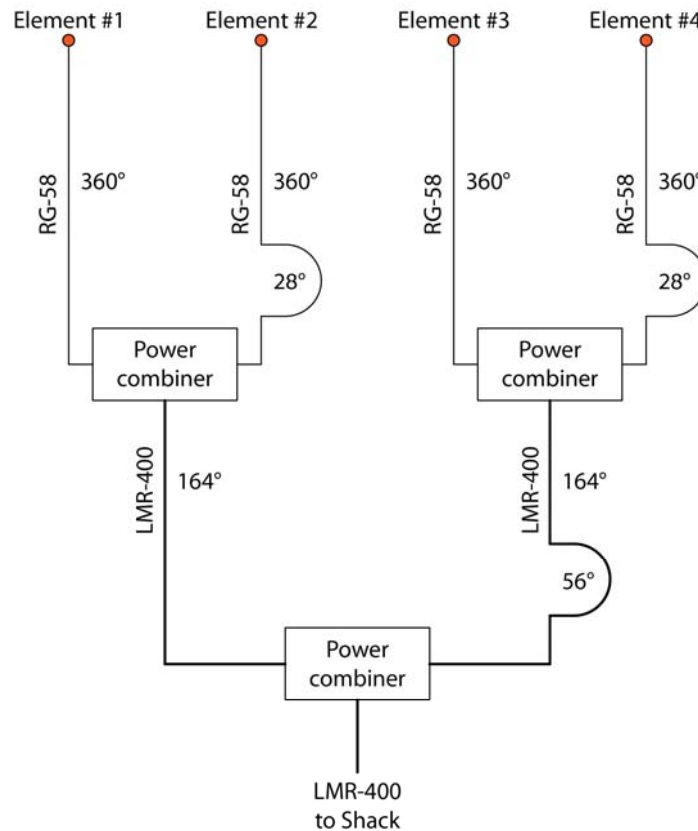 Element #1
Element #2
Element #3
Element #4
RG-58
360°
RG-58
360°
RG-58
360°
RG-58
360°
28°
28°
Power
combiner
Power
combiner
LMR-400
164°
LMR-400
164°
56°
Power
combiner
LMR-400
to Shack